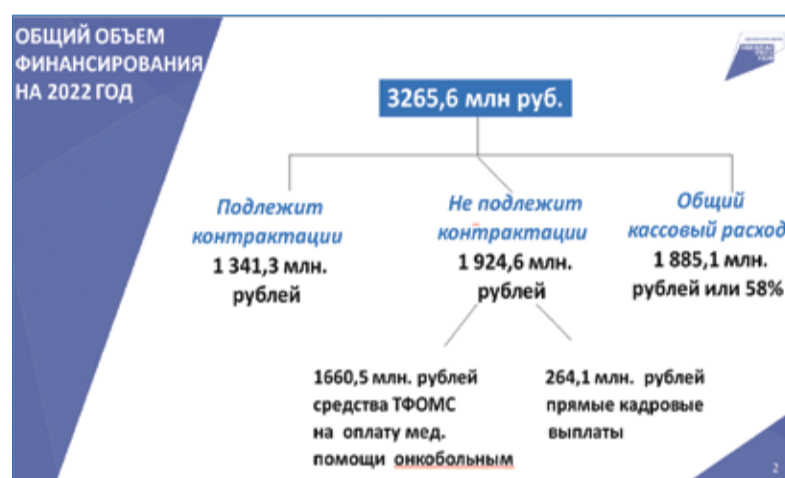 ОБЩИЙ ОБЪЕМ
ФИНАНСИРОВАНИЯ
НА 2022 ГОД
3265,6 млн руб.
Подлежит
контрактации
1 341,3 млн.
рублей
Не подлежит
контрактации
1 924,6 млн.
рублей
Общий
кассовый расход
1 885,1 млн.
рублей или 58%
1660,5 млн. рублей
средства ТФОМС
на оплату мед.
помощи онкобольным
264,1 млн. рублей
прямые кадровые
выплаты
2